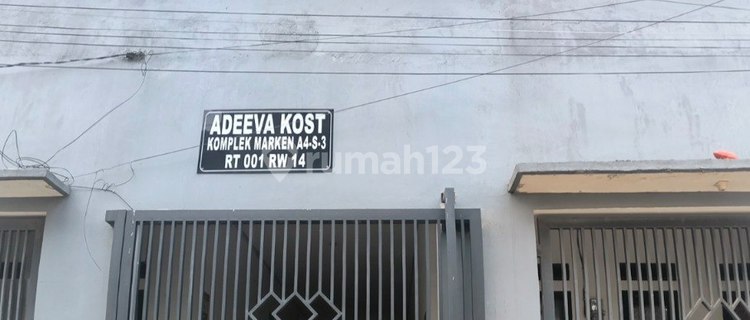 ADEEVA KOST
KOMPLEK MARKEN A4-S-3
RT 001 RW 14
rumah123